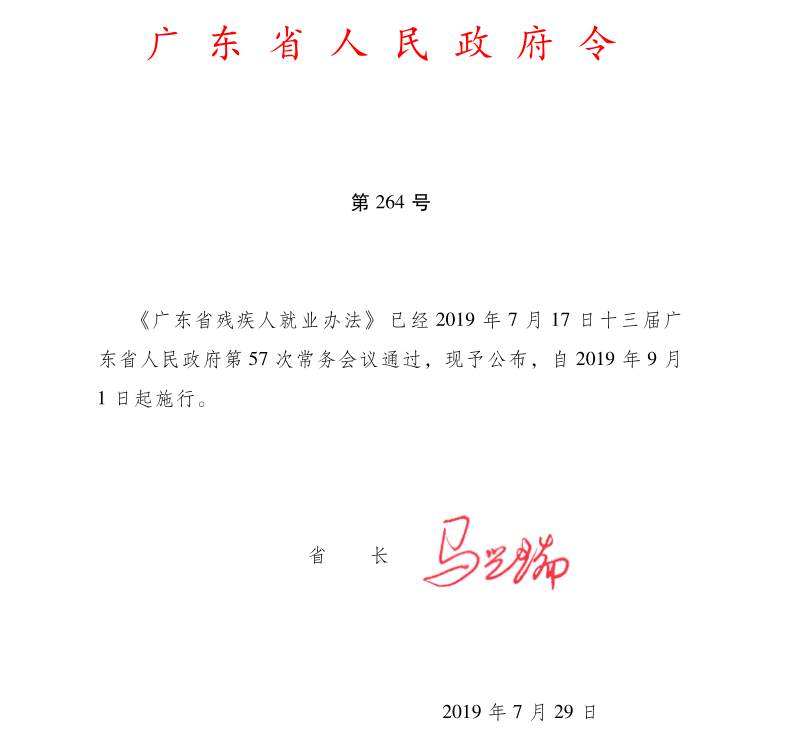 广东省人民政府令
第 264 号
《广东省残疾人就业办法》已经 2019 年 7 月 17 日十三届广
东省人民政府第 57 次常务会议通过，现予公布，自 2019 年 9 月
1 日起施行。
省 长 马兴瑞
2019 年 7 月 29 日